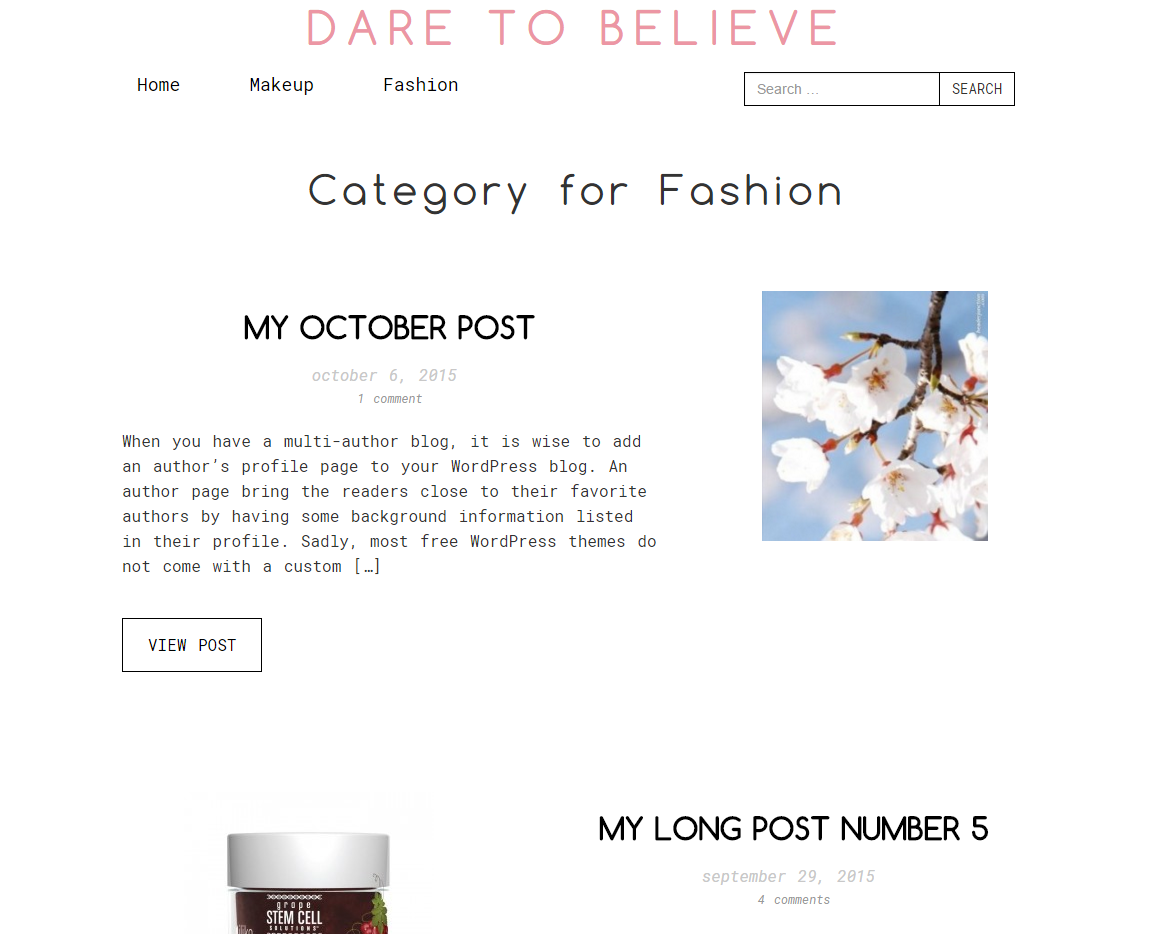 DARE TO BELIEVE
Home Makeup Fashion
Search ... SEARCH
Category for Fashion
MY OCTOBER POST
october 6, 2015
1 comment
When you have a multi-author blog, it is wise to add
an author’s profile page to your WordPress blog. An
author page bring the readers close to their favorite
authors by having some background information listed
in their profile. Sadly, most free WordPress themes do
not come with a custom […]
VIEW POST
MY LONG POST NUMBER 5
september 29, 2015
4 comments
grape
STEM CELL
SOLUTIONS